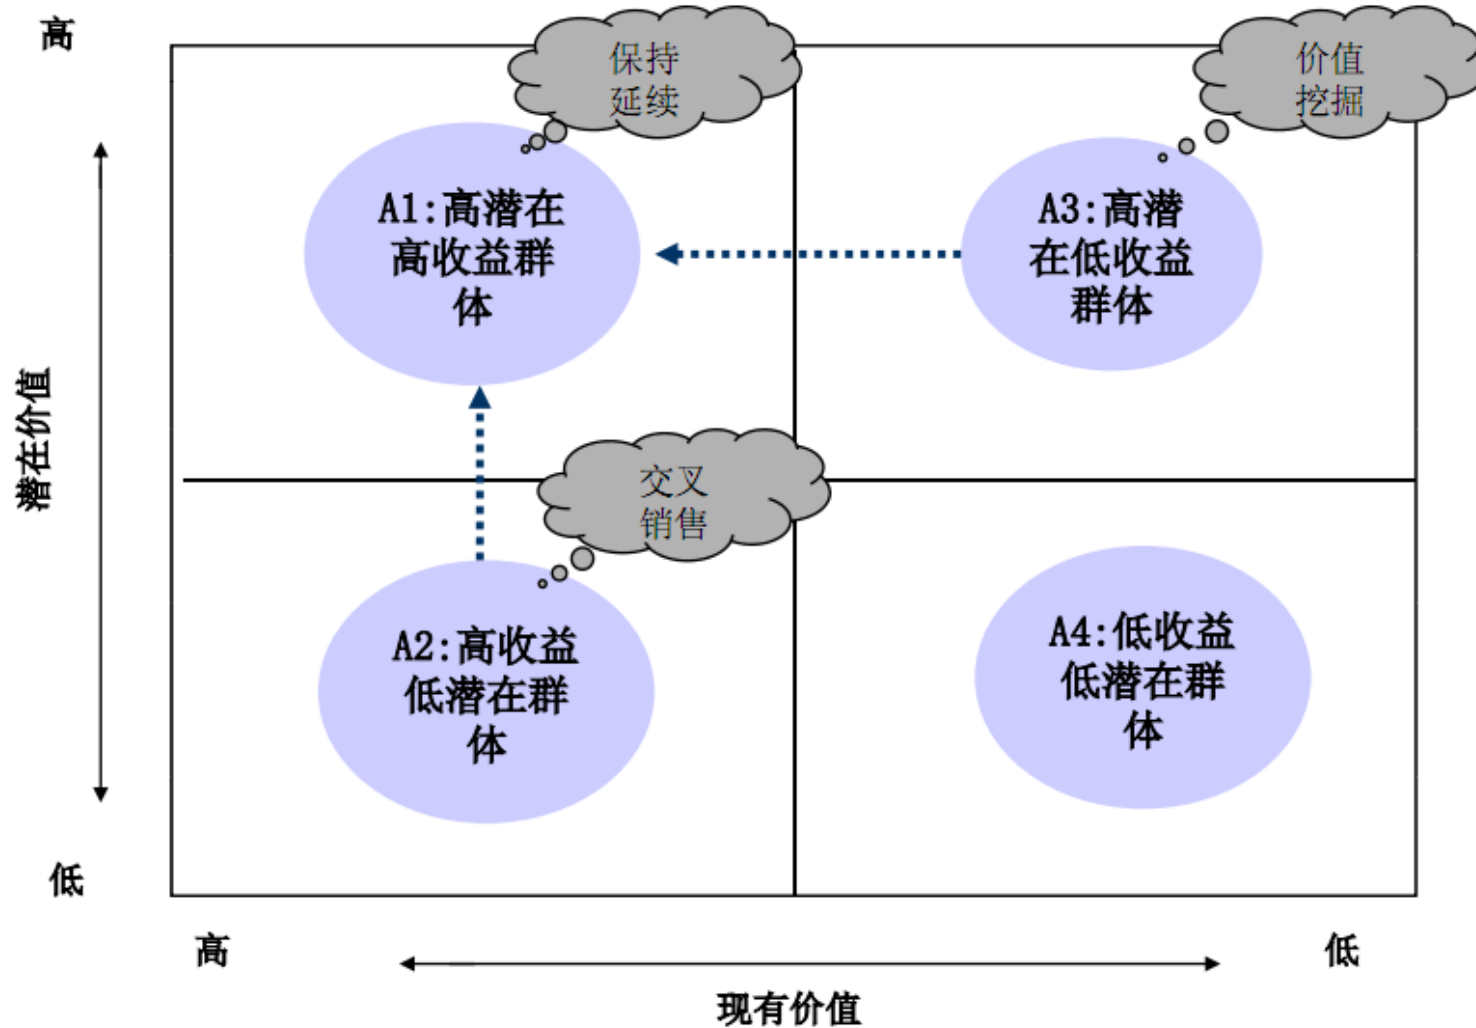 高
保持
延续
价值
挖掘
A1:高潜在
高收益群
体
A3:高潜
在低收益
群体
潜在价值
交叉
销售
A2:高收益
低潜在群
体
A4:低收益
低潜在群
体
低
高
低
现有价值